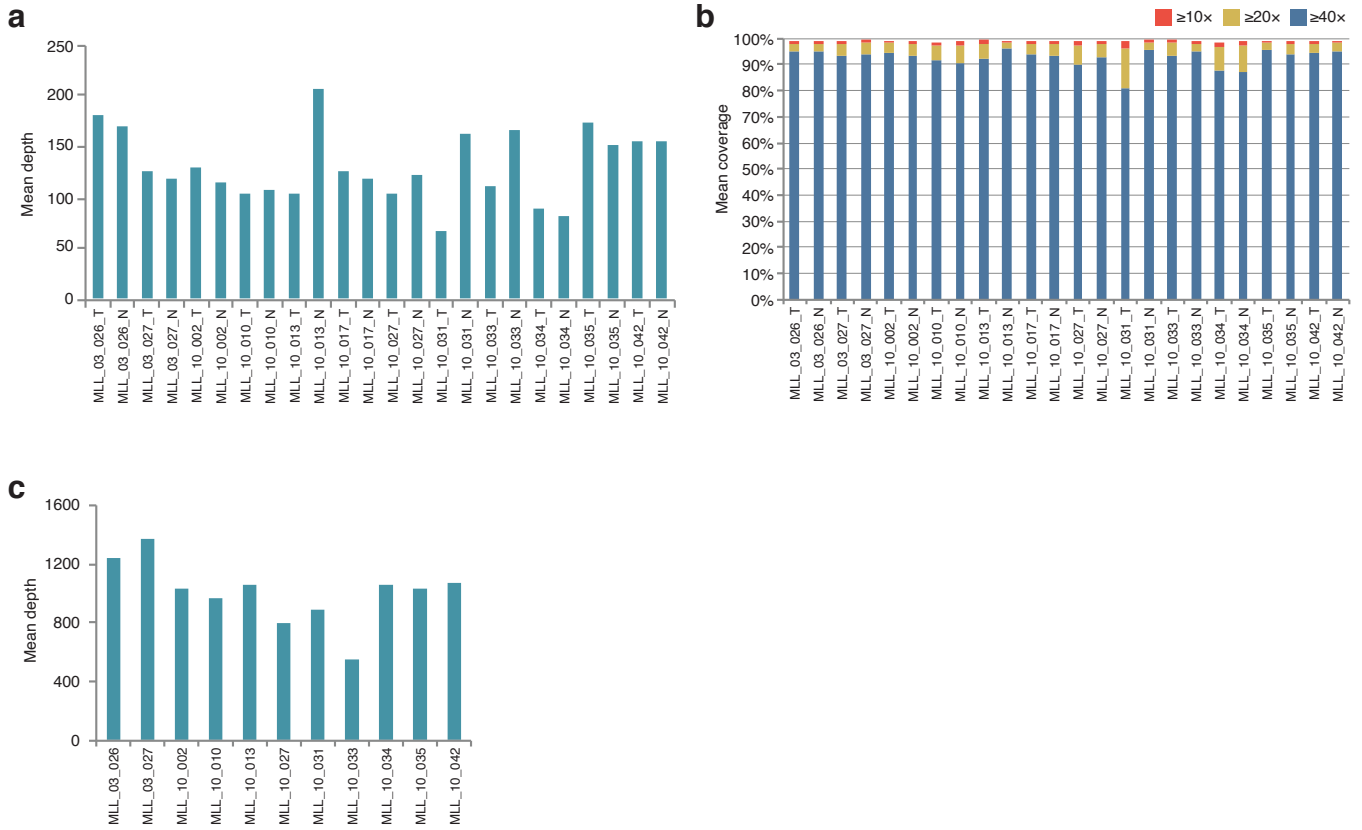 a
250
200
150
100
50
0
Mean depth
MLL_03_026_T
MLL_03_026_N
MLL_03_027_T
MLL_03_027_N
MLL_10_002_T
MLL_10_002_N
MLL_10_010_T
MLL_10_010_N
MLL_10_013_T
MLL_10_013_N
MLL_10_017_T
MLL_10_017_N
MLL_10_027_T
MLL_10_027_N
MLL_10_031_T
MLL_10_031_N
MLL_10_033_T
MLL_10_033_N
MLL_10_034_T
MLL_10_034_N
MLL_10_035_T
MLL_10_035_N
MLL_10_042_T
MLL_10_042_N
b
≥10× ≥20× ≥40×
100%
90%
80%
70%
60%
50%
40%
30%
20%
10%
0%
Mean coverage
MLL_03_026_T
MLL_03_026_N
MLL_03_027_T
MLL_03_027_N
MLL_10_002_T
MLL_10_002_N
MLL_10_010_T
MLL_10_010_N
MLL_10_013_T
MLL_10_013_N
MLL_10_017_T
MLL_10_017_N
MLL_10_027_T
MLL_10_027_N
MLL_10_031_T
MLL_10_031_N
MLL_10_033_T
MLL_10_033_N
MLL_10_034_T
MLL_10_034_N
MLL_10_035_T
MLL_10_035_N
MLL_10_042_T
MLL_10_042_N
c
1600
1200
800
400
0
Mean depth
MLL_03_026
MLL_03_027
MLL_10_002
MLL_10_010
MLL_10_013
MLL_10_027
MLL_10_031
MLL_10_033
MLL_10_034
MLL_10_035
MLL_10_042